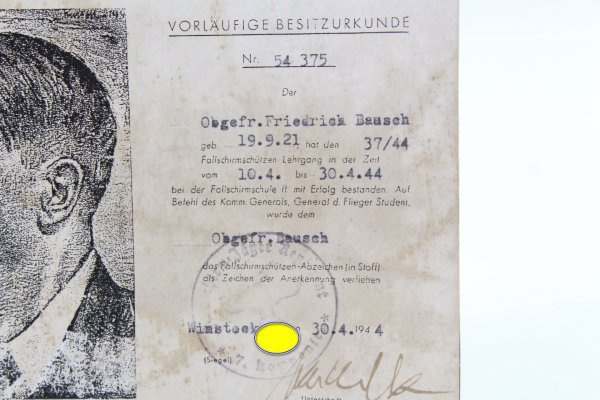 VORLÄUFIGE BESITZURKUNDE
Nr. 54 375
Der
Obgefr. Friedrich Bausch
geb. 19.9.21 hat den 37/44
Fallschirmschützen-Lehrgang in der Zeit
vom 10.4. bis 30.4.44
bei der Fallschirmschule II mit Erfolg bestanden. Auf
Befehl des Komm. Generals, General d. Flieger Student,
wurde dem
Obgefr. Bausch
das Fallschirmschützen-Abzeichen (in Stoff)
als Zeichen der Anerkennung verliehen
Winstock 30.4.1944
(Siegel)
* 7. Kompanie *